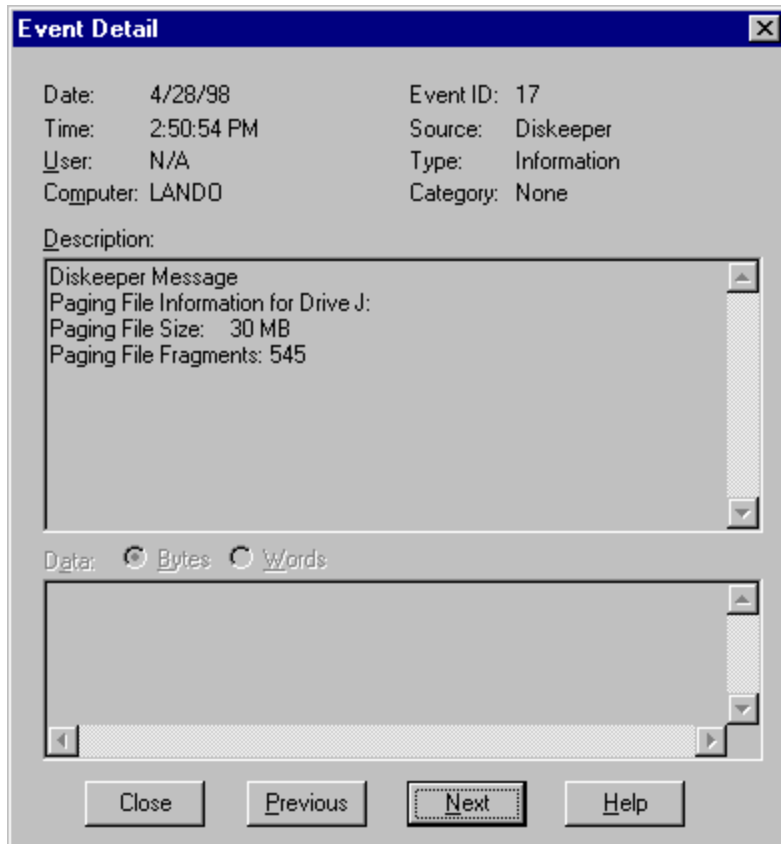 Event Detail
Date: 4/28/98 Event ID: 17
Time: 2:50:54 PM Source: Diskeeper
User: N/A Type: Information
Computer: LANDO Category: None
Description:
Diskeeper Message
Paging File Information for Drive J:
Paging File Size: 30 MB
Paging File Fragments: 545
Data: Bytes Words
Close Previous Next Help